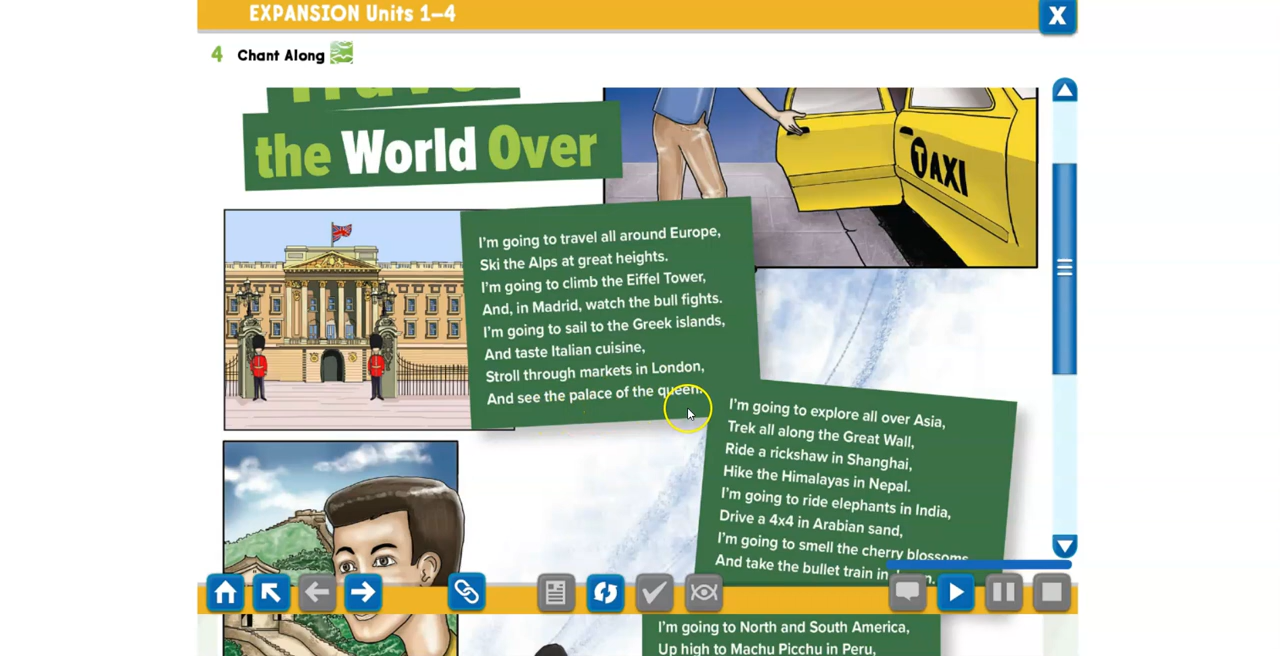 EXPANSION Units 1–4
X
4 Chant Along
the World Over
TAXI
I'm going to travel all around Europe,
Ski the Alps at great heights.
I'm going to climb the Eiffel Tower,
And, in Madrid, watch the bull fights.
I'm going to sail to the Greek islands,
And taste Italian cuisine,
Stroll through markets in London,
And see the palace of the queen.
I'm going to explore all over Asia,
Trek all along the Great Wall,
Ride a rickshaw in Shanghai,
Hike the Himalayas in Nepal.
I'm going to ride elephants in India,
Drive a 4x4 in Arabian sand,
I'm going to smell the cherry blossoms
And take the bullet train in
I'm going to North and South America,
Up high to Machu Picchu in Peru,